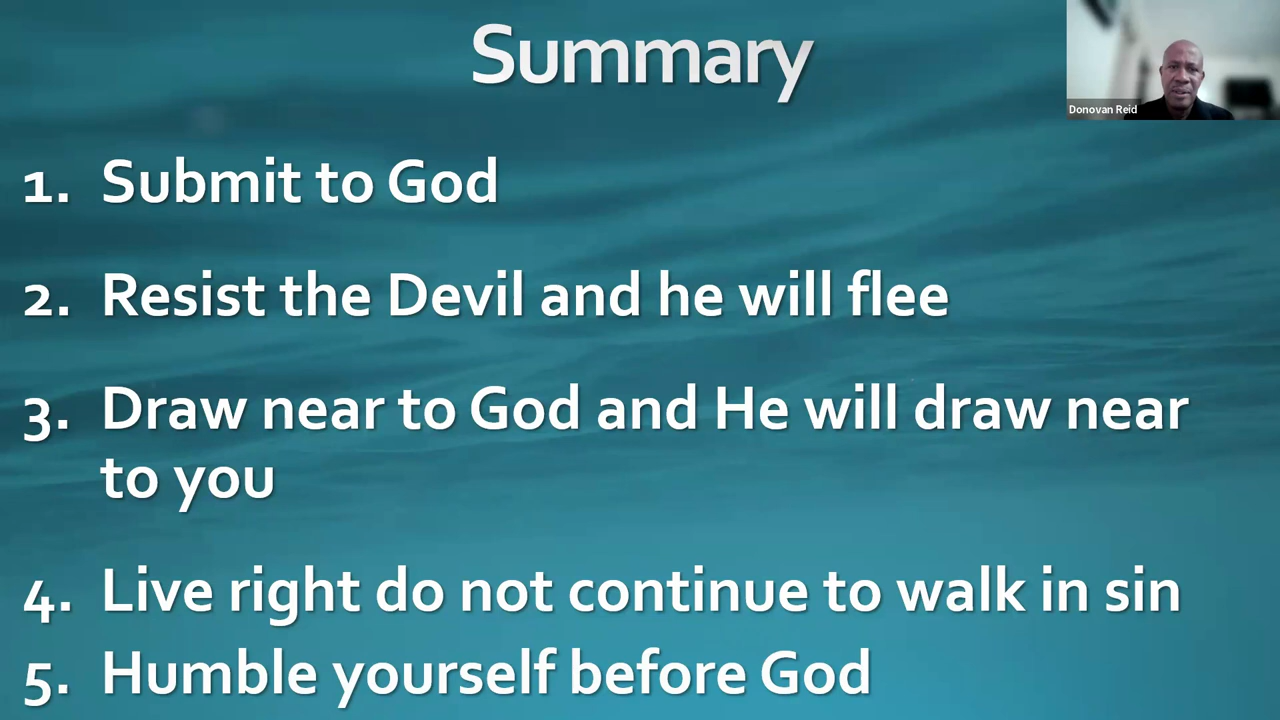 Summary
Donovan Reid
1. Submit to God
2. Resist the Devil and he will flee
3. Draw near to God and He will draw near
to you
4. Live right do not continue to walk in sin
5. Humble yourself before God